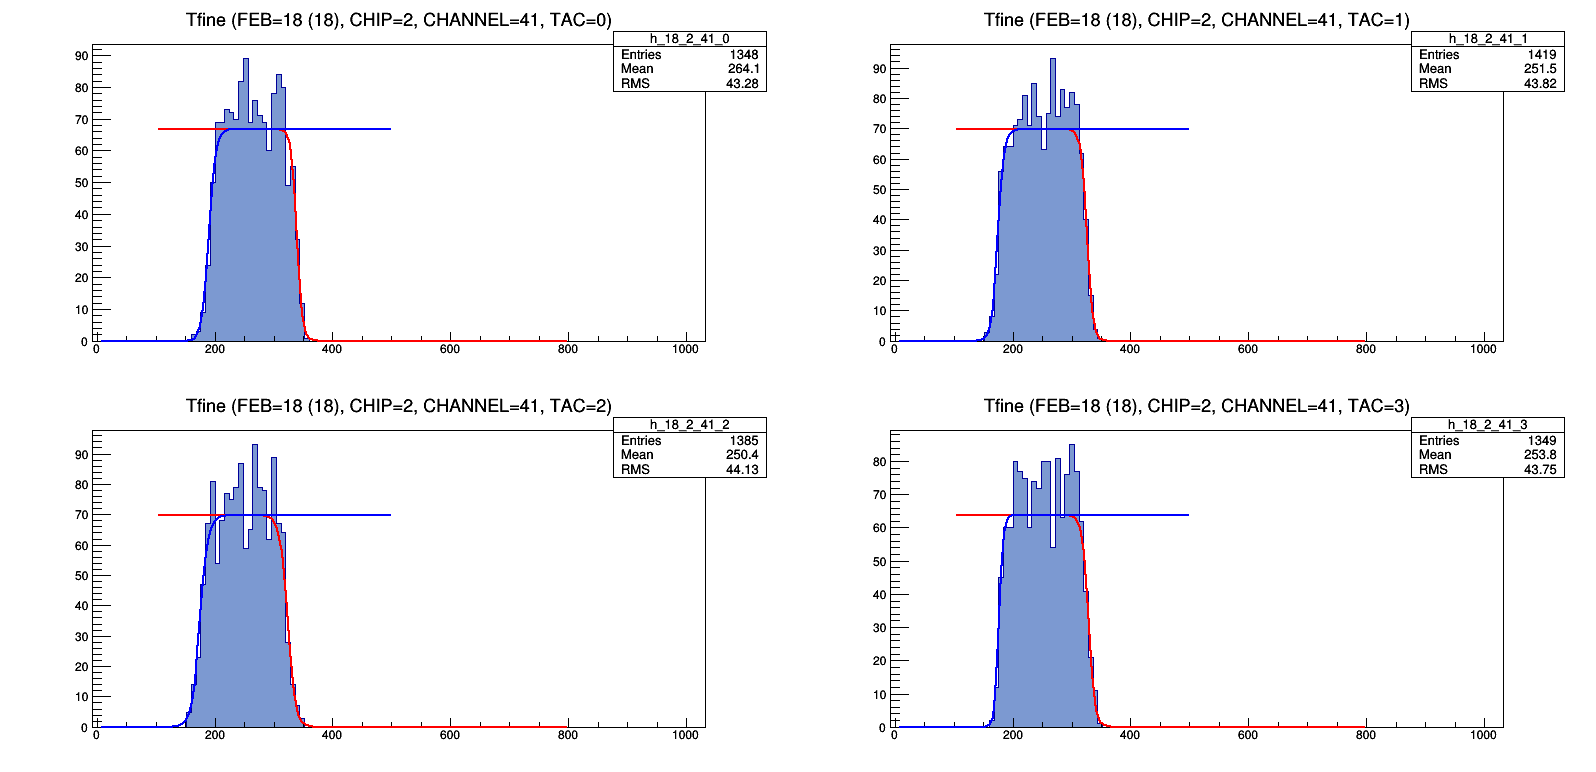 Tfine (FEB=18 (18), CHIP=2, CHANNEL=41, TAC=0)
h_18_2_41_0
Entries 1348
Mean 264.1
RMS 43.28
90
80
70
60
50
40
30
20
10
0
0 200 400 600 800 1000
Tfine (FEB=18 (18), CHIP=2, CHANNEL=41, TAC=1)
h_18_2_41_1
Entries 1419
Mean 251.5
RMS 43.82
90
80
70
60
50
40
30
20
10
0
0 200 400 600 800 1000
Tfine (FEB=18 (18), CHIP=2, CHANNEL=41, TAC=2)
h_18_2_41_2
Entries 1385
Mean 250.4
RMS 44.13
90
80
70
60
50
40
30
20
10
0
0 200 400 600 800 1000
Tfine (FEB=18 (18), CHIP=2, CHANNEL=41, TAC=3)
h_18_2_41_3
Entries 1349
Mean 253.8
RMS 43.75
80
70
60
50
40
30
20
10
0
0 200 400 600 800 1000